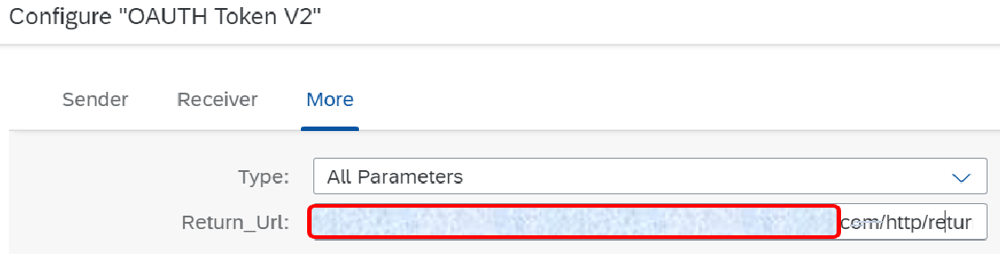 Configure "OAUTH Token V2"
Sender Receiver More
Type: All Parameters
Return_Url: com/http/retur